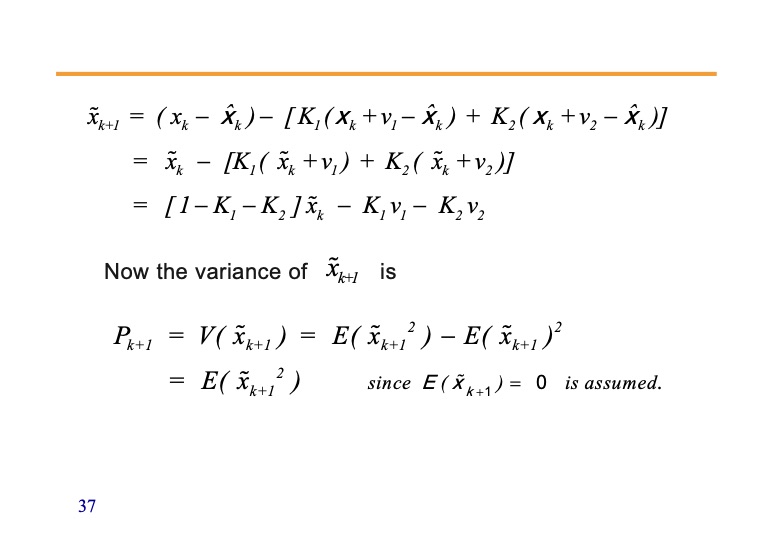 x̃ₖ₊₁ = ( xₖ – x̂ₖ ) – [ K₁( xₖ + v₁ – x̂ₖ ) + K₂( xₖ + v₂ – x̂ₖ )]
= x̃ₖ – [K₁( x̃ₖ + v₁ ) + K₂( x̃ₖ + v₂ )]
= [ 1 – K₁ – K₂ ] x̃ₖ – K₁ v₁ – K₂ v₂
Now the variance of x̃ₖ₊₁ is
Pₖ₊₁ = V( x̃ₖ₊₁ ) = E( x̃ₖ₊₁² ) – E( x̃ₖ₊₁ )²
= E( x̃ₖ₊₁² ) since E ( x̃ₖ₊₁ ) = 0 is assumed.
37